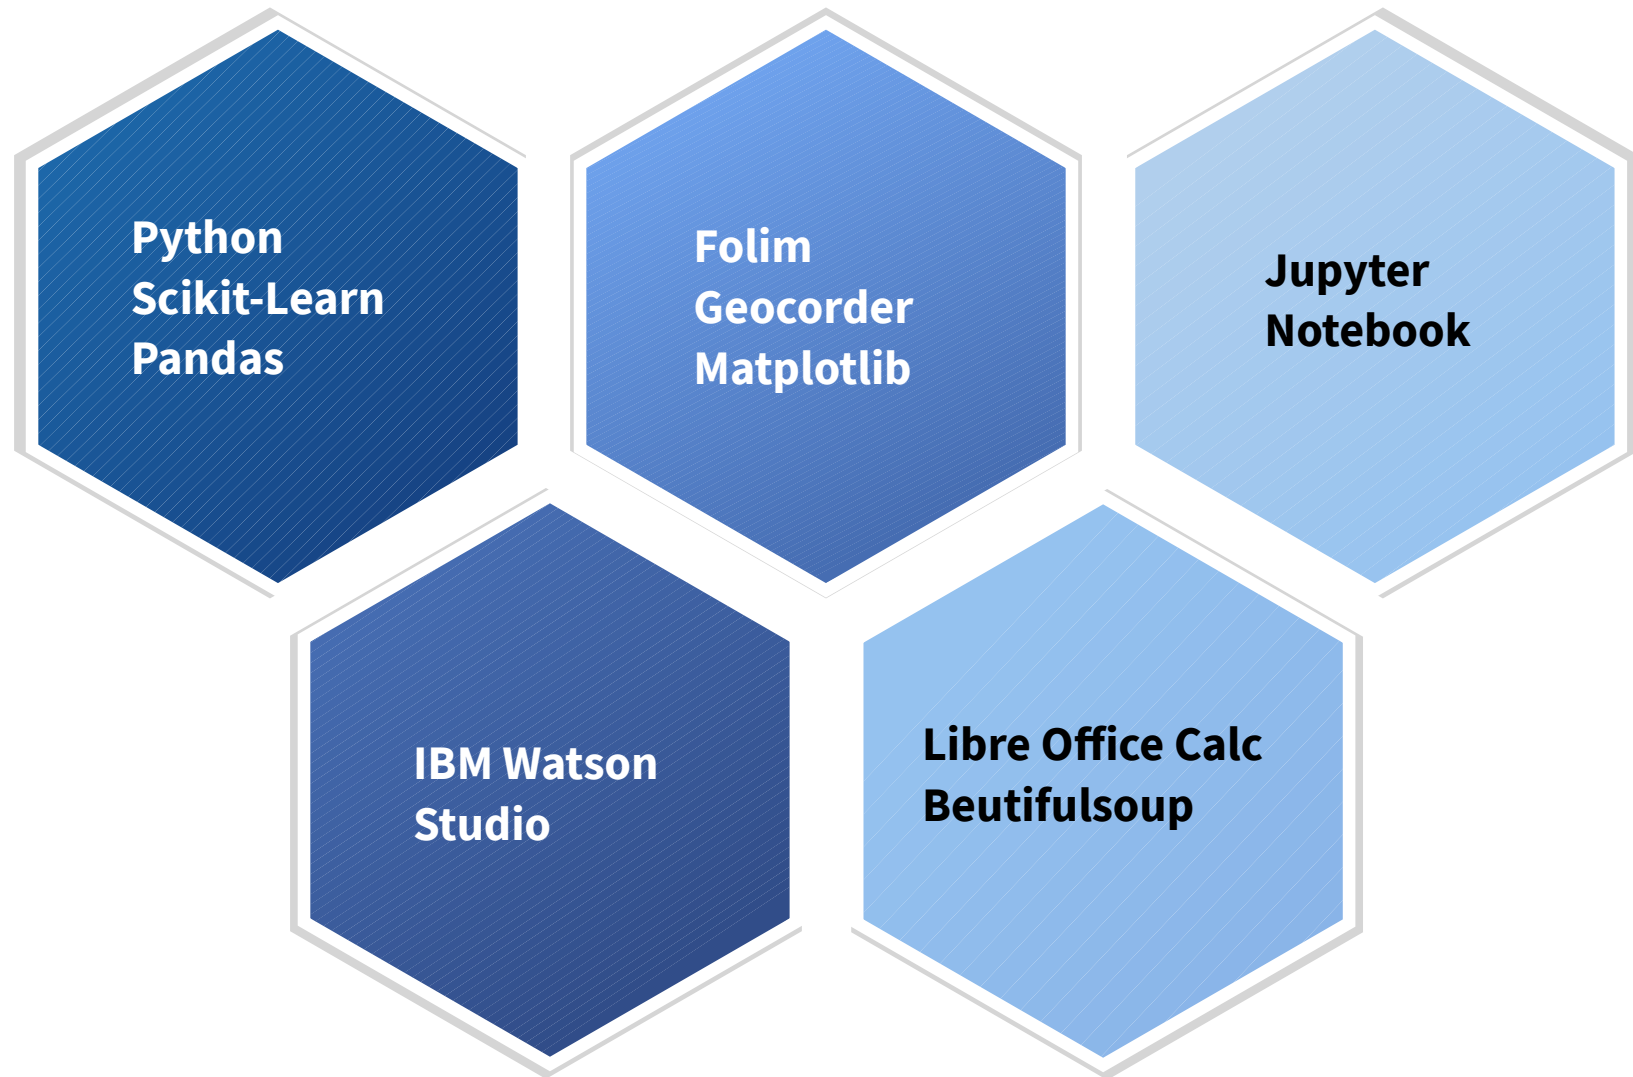 Python
Scikit-Learn
Pandas
Folim
Geocorder
Matplotlib
Jupyter
Notebook
IBM Watson
Studio
Libre Office Calc
Beutifulsoup